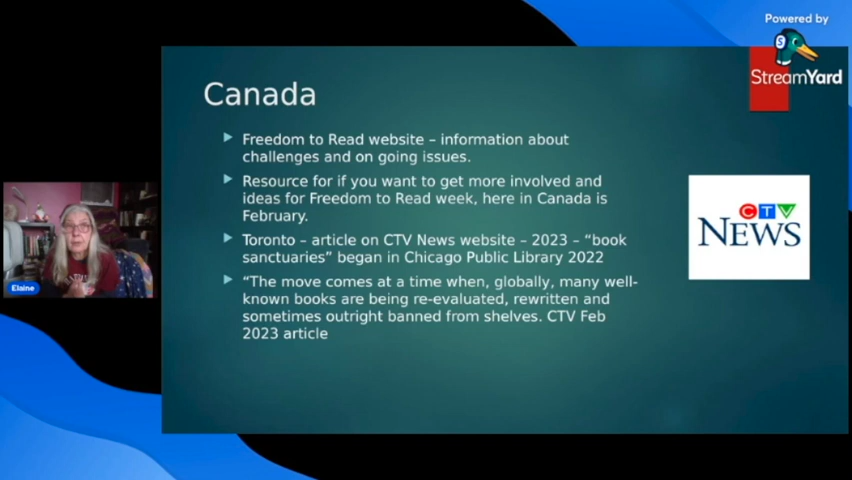 Powered by
StreamYard
Canada
Freedom to Read website – information about
challenges and on going issues.
Resource for if you want to get more involved and
ideas for Freedom to Read week, here in Canada is
February.
Toronto – article on CTV News website – 2023 – “book
sanctuaries” began in Chicago Public Library 2022
“The move comes at a time when, globally, many well-
known books are being re-evaluated, rewritten and
sometimes outright banned from shelves. CTV Feb
2023 article
CTV
NEWS
Elaine